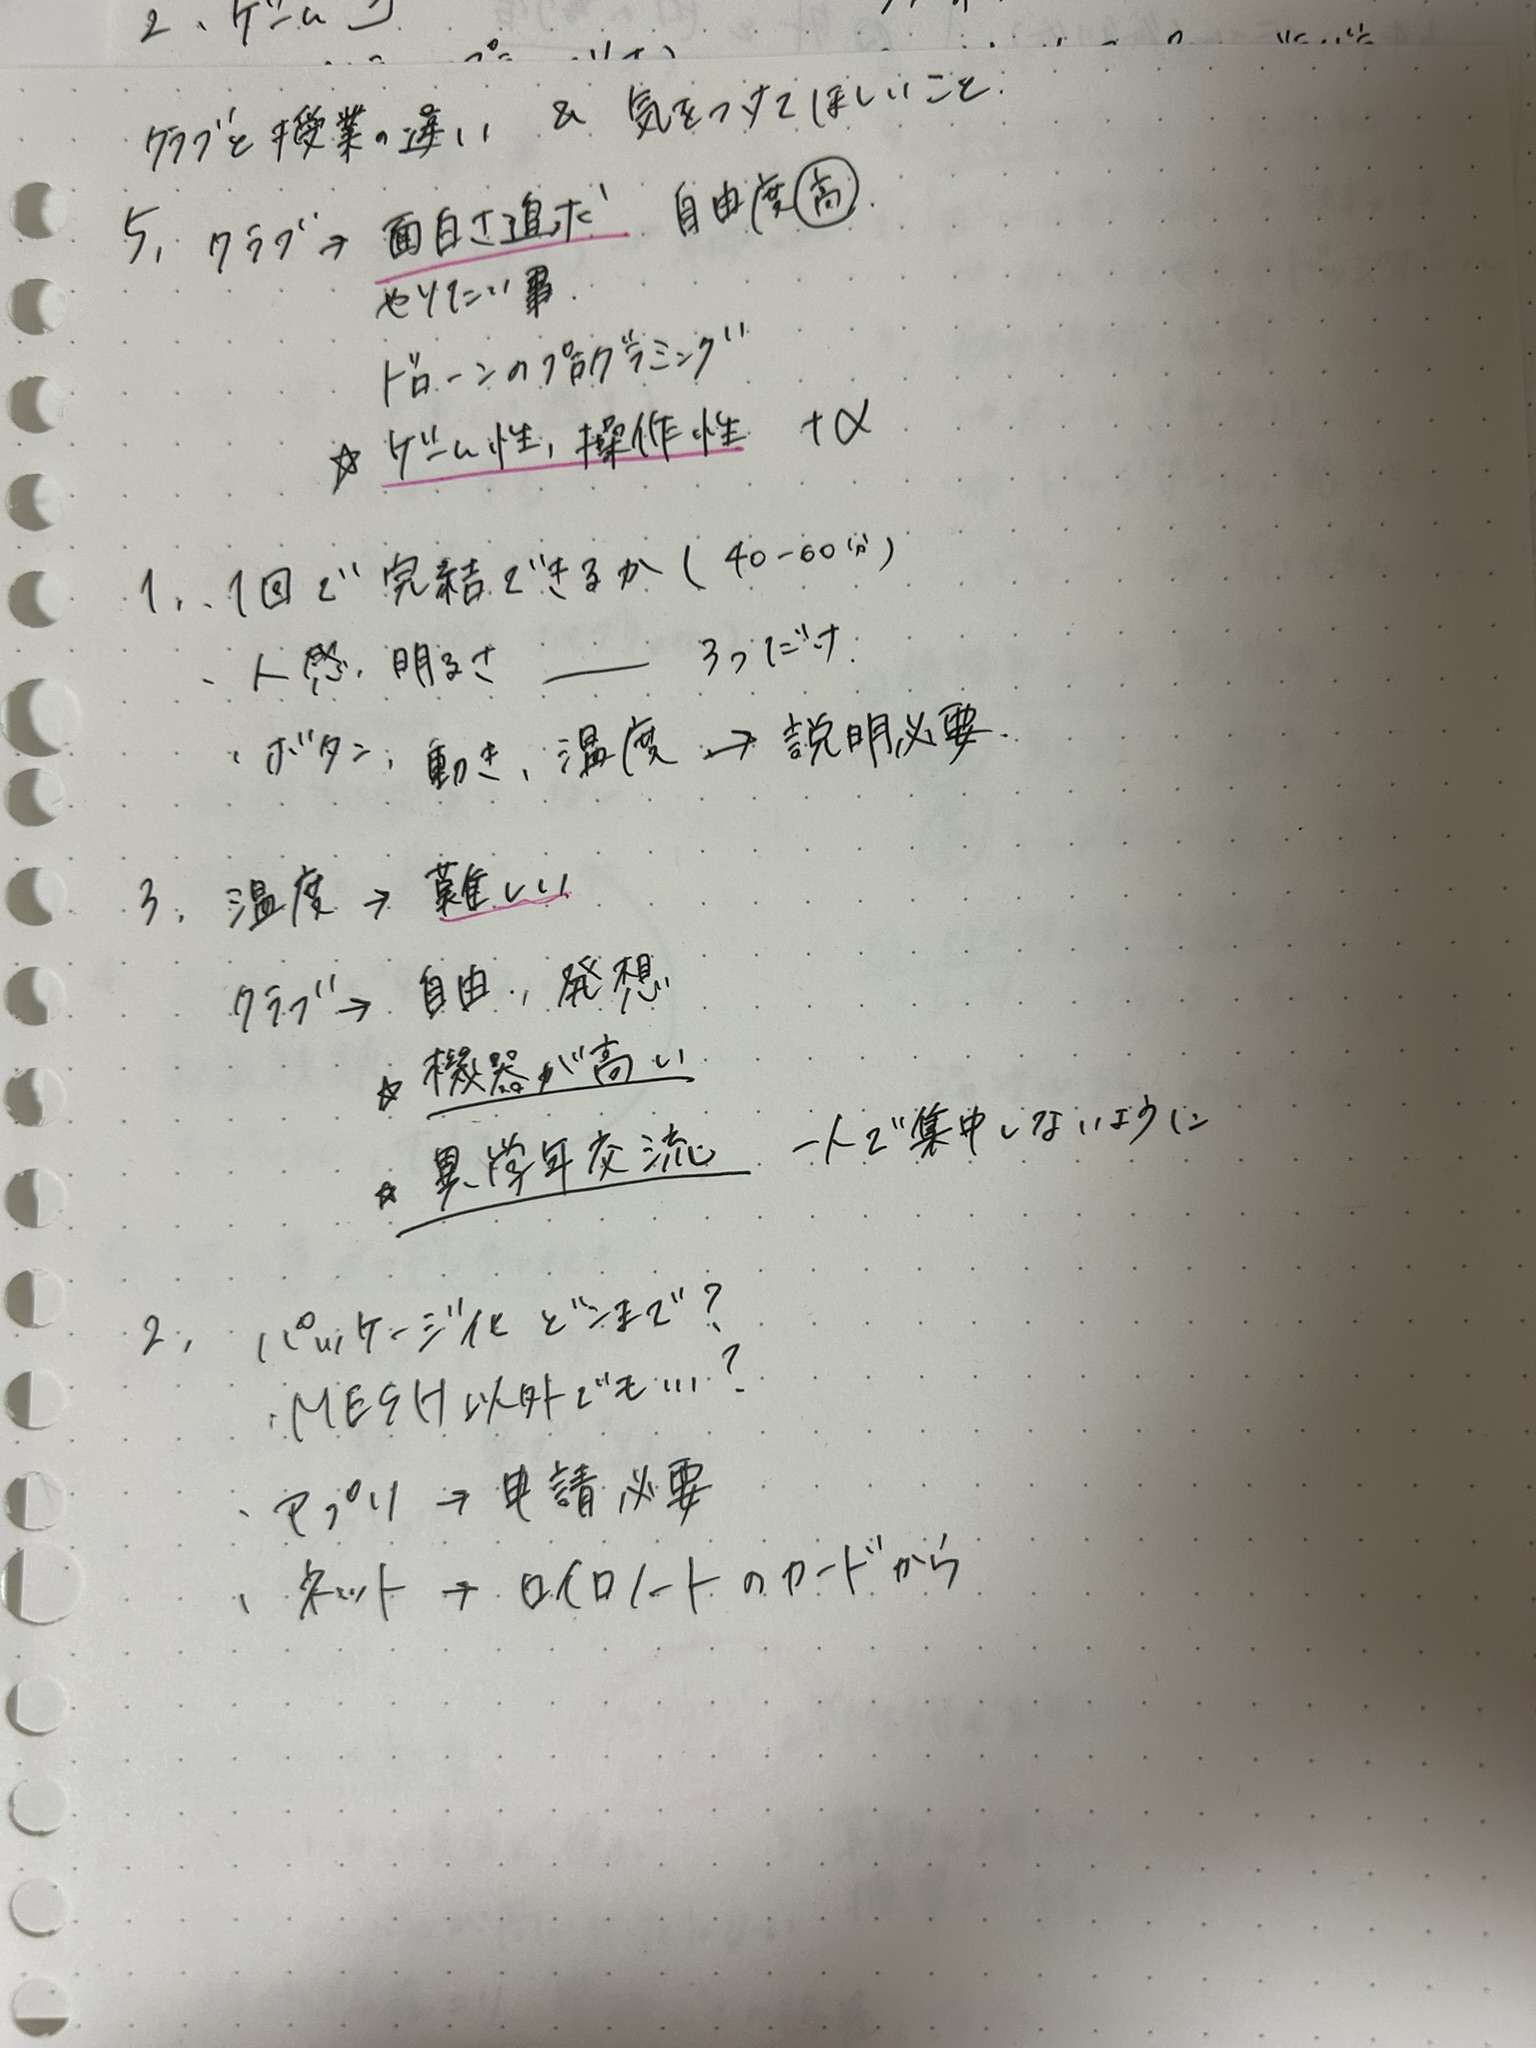 2、ゲーム
クラブと授業の違い & 気をつけてほしいこと.
5、クラブ→ 面白さ追求 自由度高.
やりたい事.
ドローンのプログラミング
☆ ゲーム性、操作性 +α
1、1回で完結できるか(40-60分)
・人感、明るさ — 3つだけ.
・ボタン、動き、温度 → 説明必要.
3、温度 → 難しい
クラブ→ 自由、発想
☆ 機器が高い
☆ 異学年交流 一人で集中しないように
2、パッケージ化どこまで?
・MESH以外でもいい?
・アプリ → 申請必要
・ネット → ロイロノートのカードから